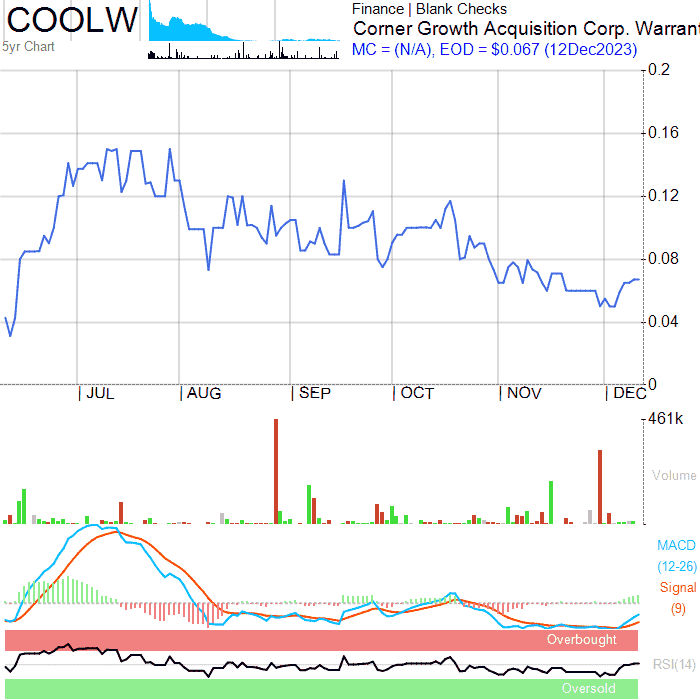 COOLW
5yr Chart
Finance | Blank Checks
Corner Growth Acquisition Corp. Warrant
MC = (N/A), EOD = $0.067 (12Dec2023)
0.2
0.16
0.12
0.08
0.04
0
| JUL | AUG | SEP | OCT | NOV | DEC
461k
Volume
MACD
(12-26)
Signal
(9)
Overbought
RSI(14)
Oversold